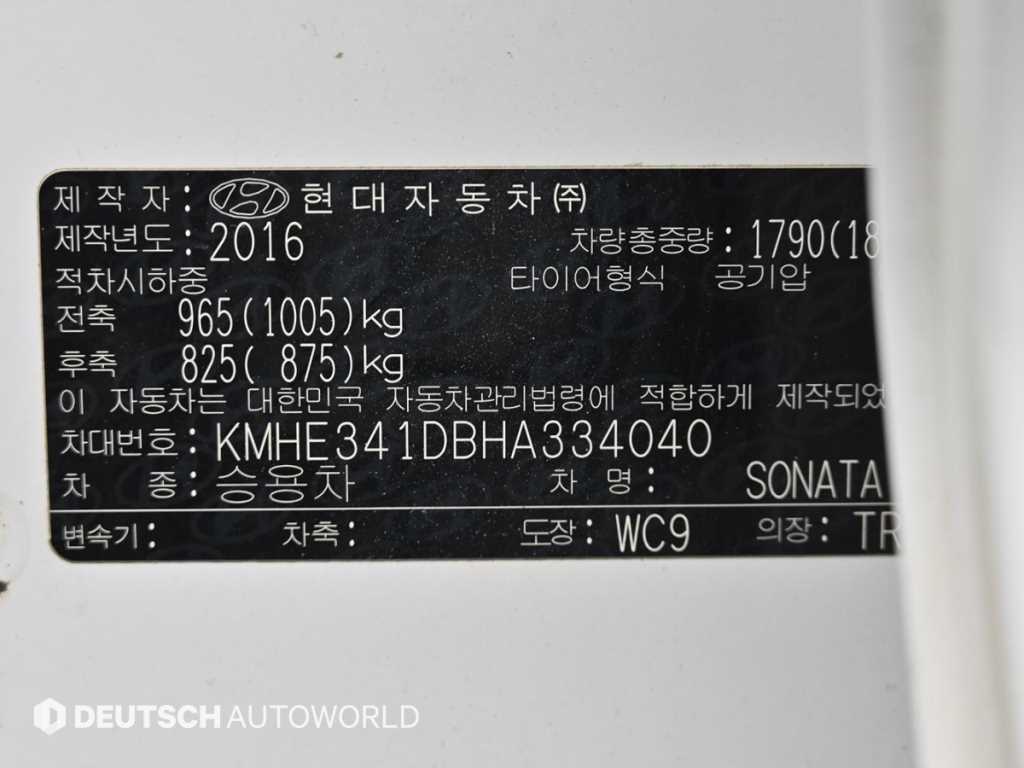 제 작 자 : 현 대 자 동 차 ㈜
제작년도 : 2016 차량총중량 : 1790(18
적차시하중 타이어형식 공기압
전축 965(1005)kg
후축 825( 875)kg
이 자동차는 대한민국 자동차관리법령에 적합하게 제작되었
차대번호 : KMHE341DBHA334040
차 종 : 승용차 차 명 : SONATA
변속기 : 차축 : 도장 : WC9 의장 : TR
DEUTSCH AUTOWORLD